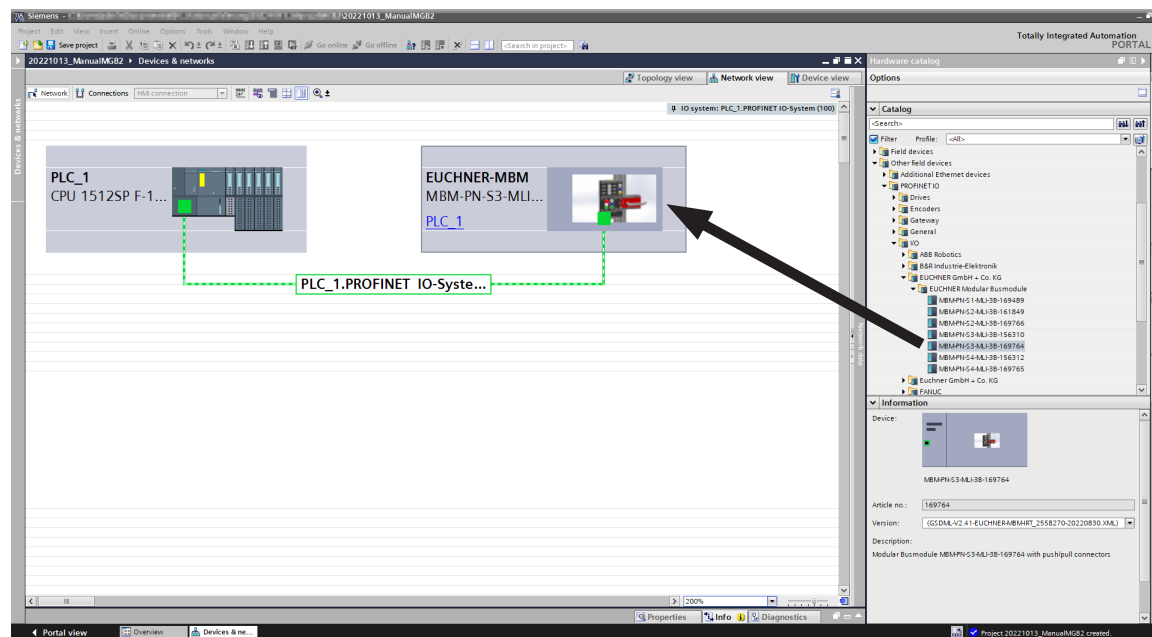 Siemens - 20221013_ManualMGB2
Project Edit View Insert Online Options Tools Window Help
Totally Integrated Automation
PORTAL
Save project Go online Go offline <Search in project>
20221013_ManualMGB2 Devices & networks
Hardware catalog
Topology view Network view Device view
Options
Network Connections HMI connection
IO system: PLC_1.PROFINET IO-System (100)
Devices & networks
PLC_1
CPU 1512SP F-1...
EUCHNER-MBM
MBM-PN-S3-MLI...
PLC_1
PLC_1.PROFINET IO-Syste...
Network data
Catalog
<Search>
Filter Profile: <All>
Field devices
Other field devices
Additional Ethernet devices
PROFINET IO
Drives
Encoders
Gateway
General
I/O
ABB Robotics
B&R Industrie-Elektronik
EUCHNER GmbH + Co. KG
EUCHNER Modular Busmodule
MBM-PN-S1-MLI-3B-169489
MBM-PN-S2-MLI-3B-161849
MBM-PN-S2-MLI-3B-169766
MBM-PN-S3-MLI-3B-156310
MBM-PN-S3-MLI-3B-169764
MBM-PN-S4-MLI-3B-156312
MBM-PN-S4-MLI-3B-169765
Euchner GmbH + Co. KG
FANUC
Information
Device:
MBM-PN-S3-MLI-3B-169764
Article no.: 169764
Version: (GSDML-V2.41-EUCHNER-MBM-IRT_2558270-20220830.XML)
Description:
Modular Busmodule MBM-PN-S3-MLI-3B-169764 with push/pull connectors
200%
Properties Info Diagnostics
Portal view Overview Devices & ne...
Project 20221013_ManualMGB2 created.